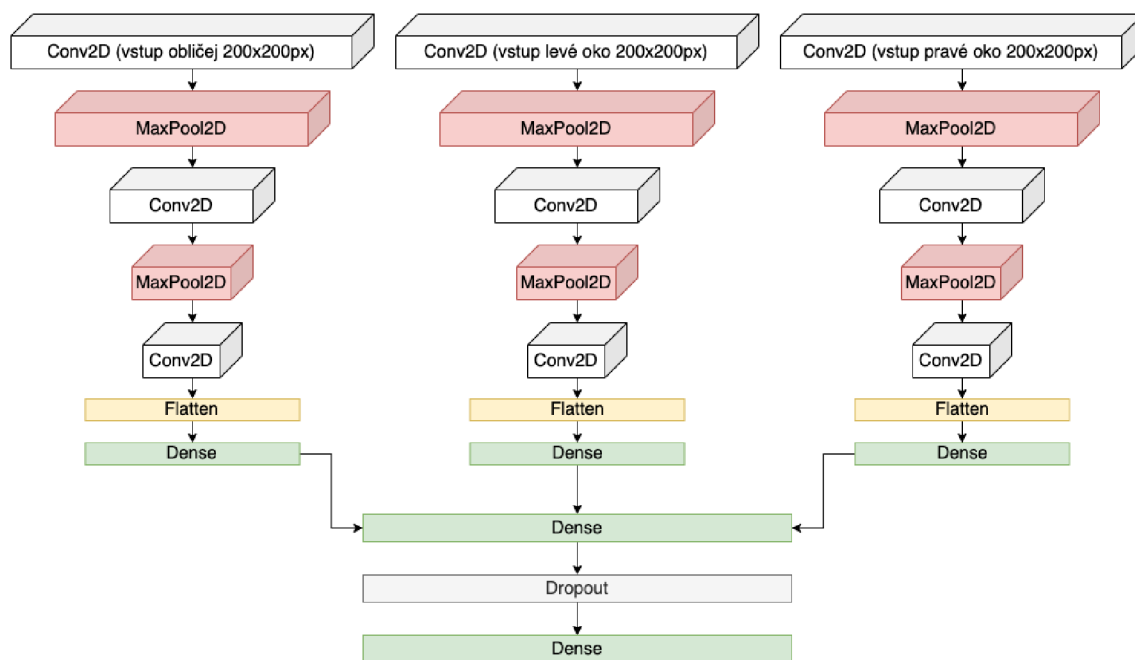 Conv2D (vstup obličej 200x200px)
Conv2D (vstup levé oko 200x200px)
Conv2D (vstup pravé oko 200x200px)
MaxPool2D
MaxPool2D
MaxPool2D
Conv2D
Conv2D
Conv2D
MaxPool2D
MaxPool2D
MaxPool2D
Conv2D
Conv2D
Conv2D
Flatten
Flatten
Flatten
Dense
Dense
Dense
Dense
Dropout
Dense